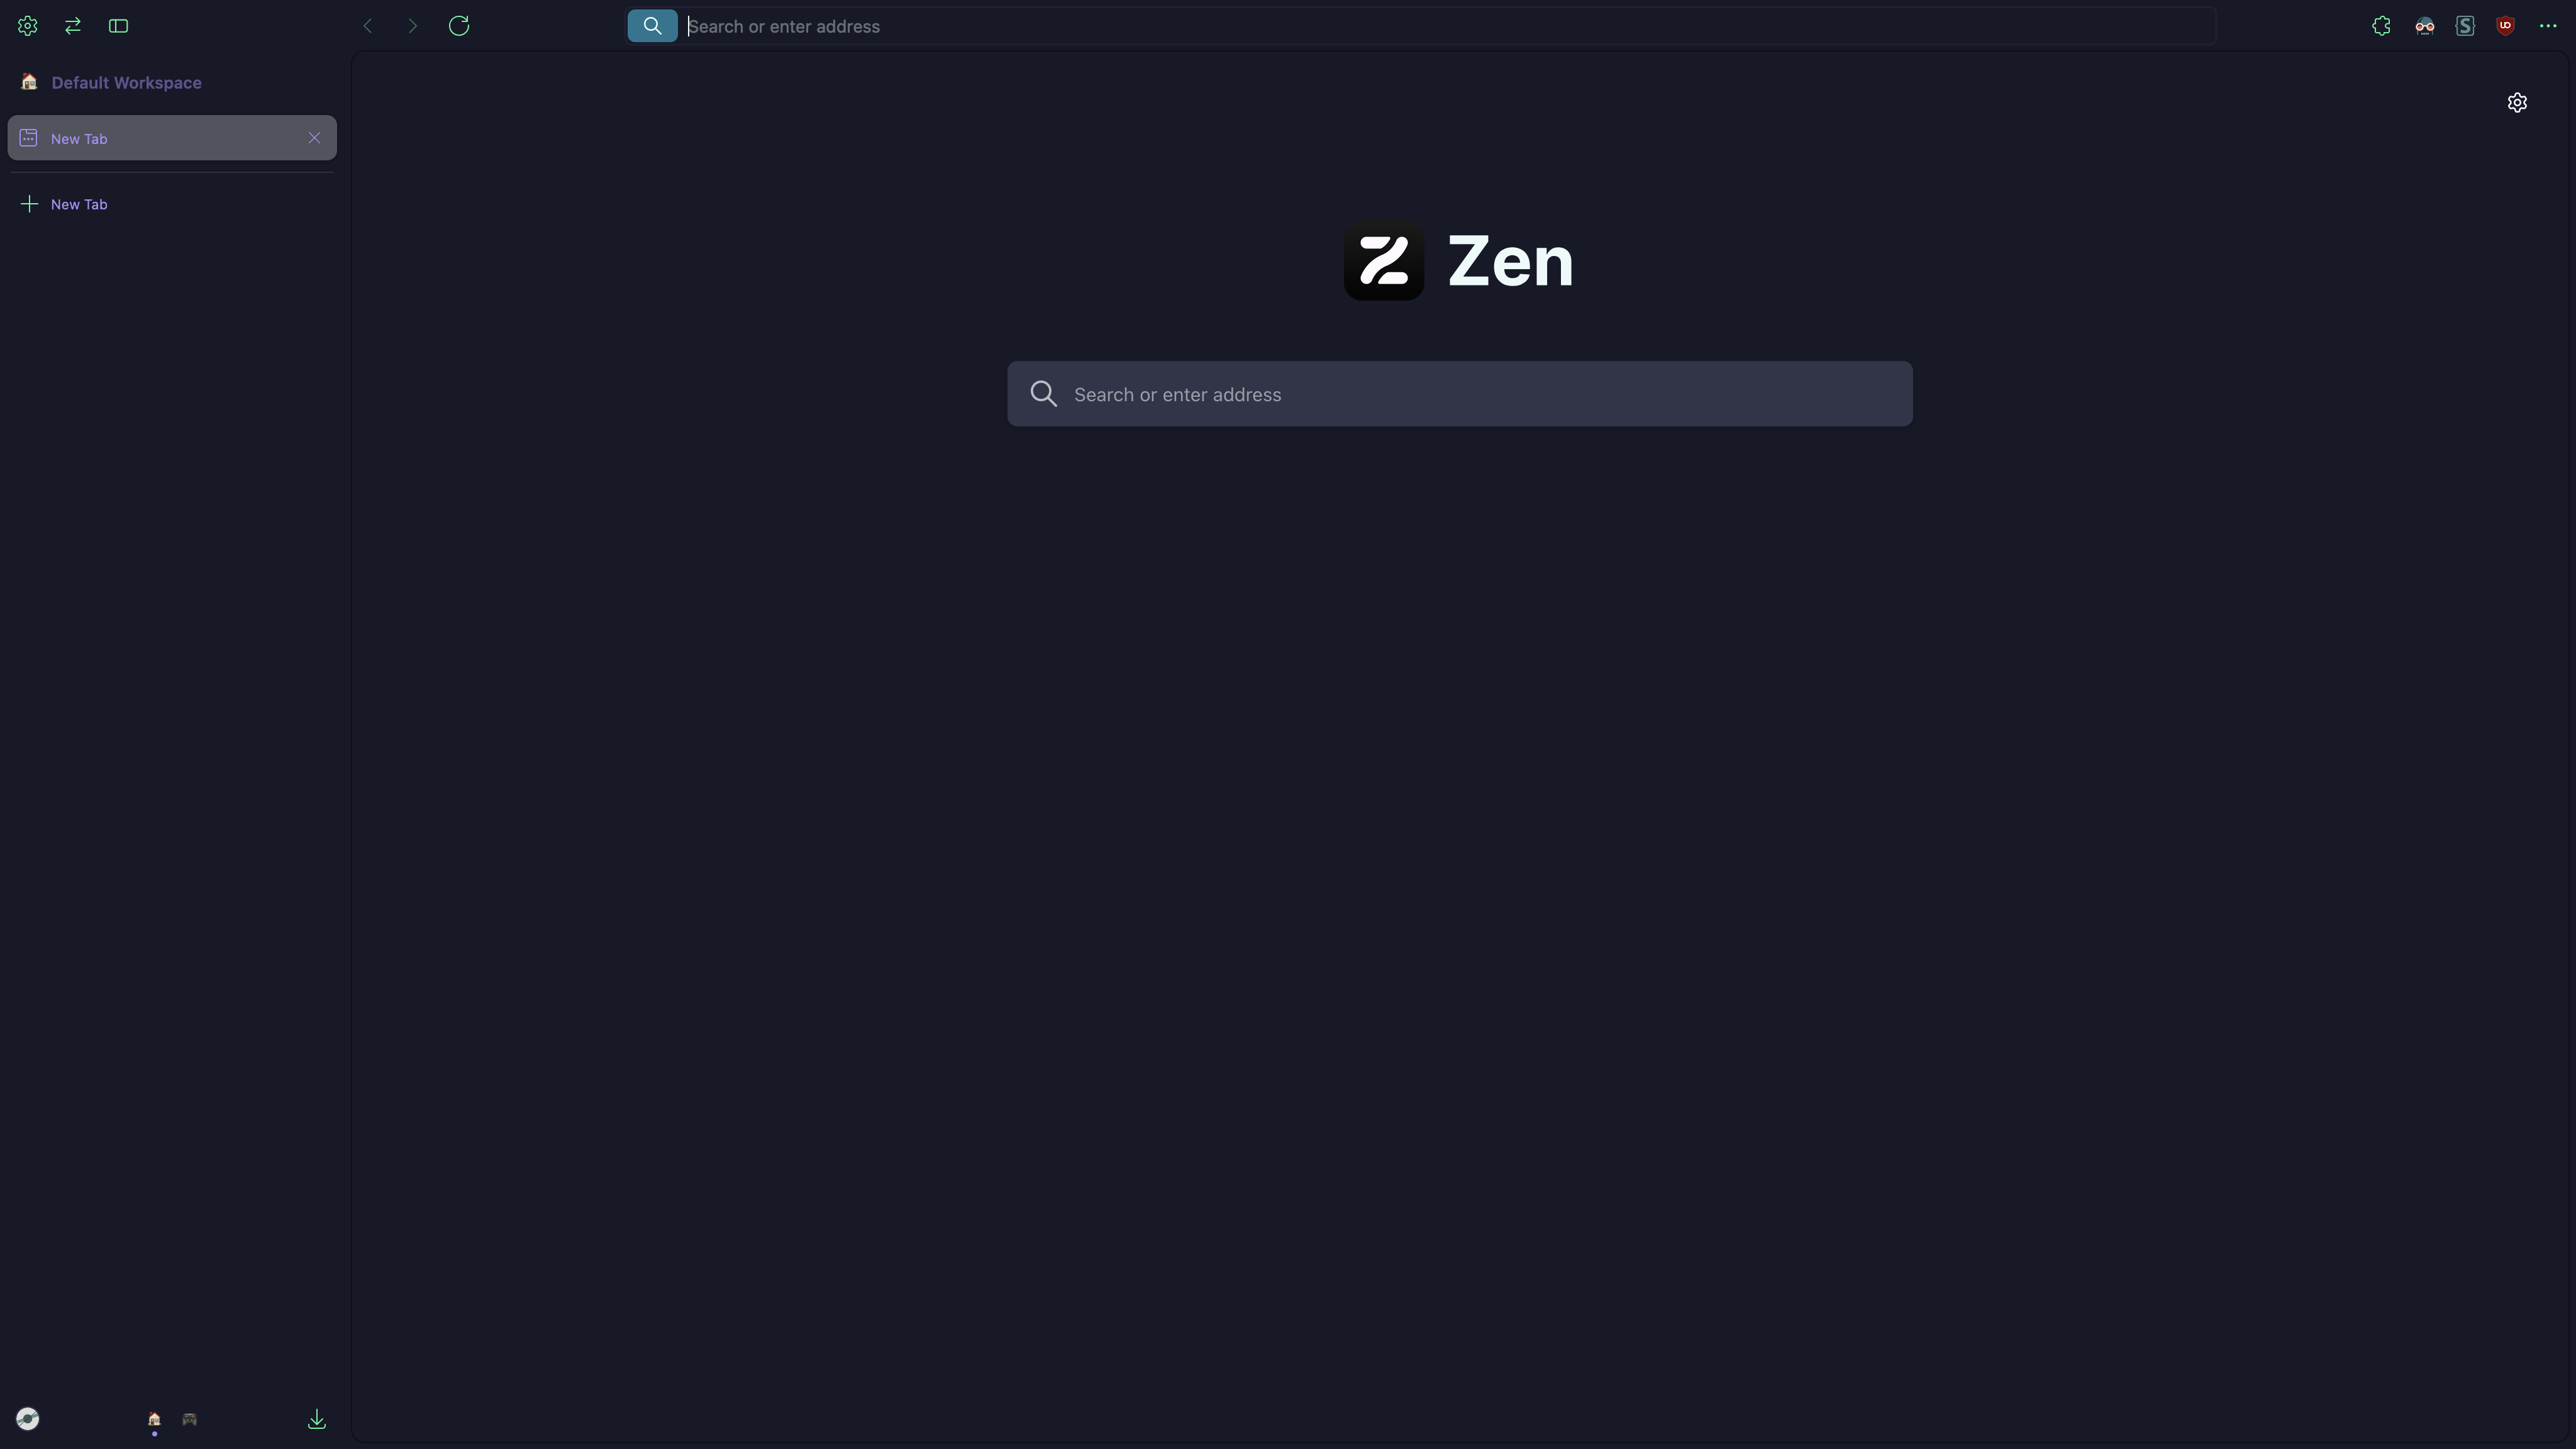 Search or enter address
Default Workspace
New Tab
New Tab
Zen
Search or enter address